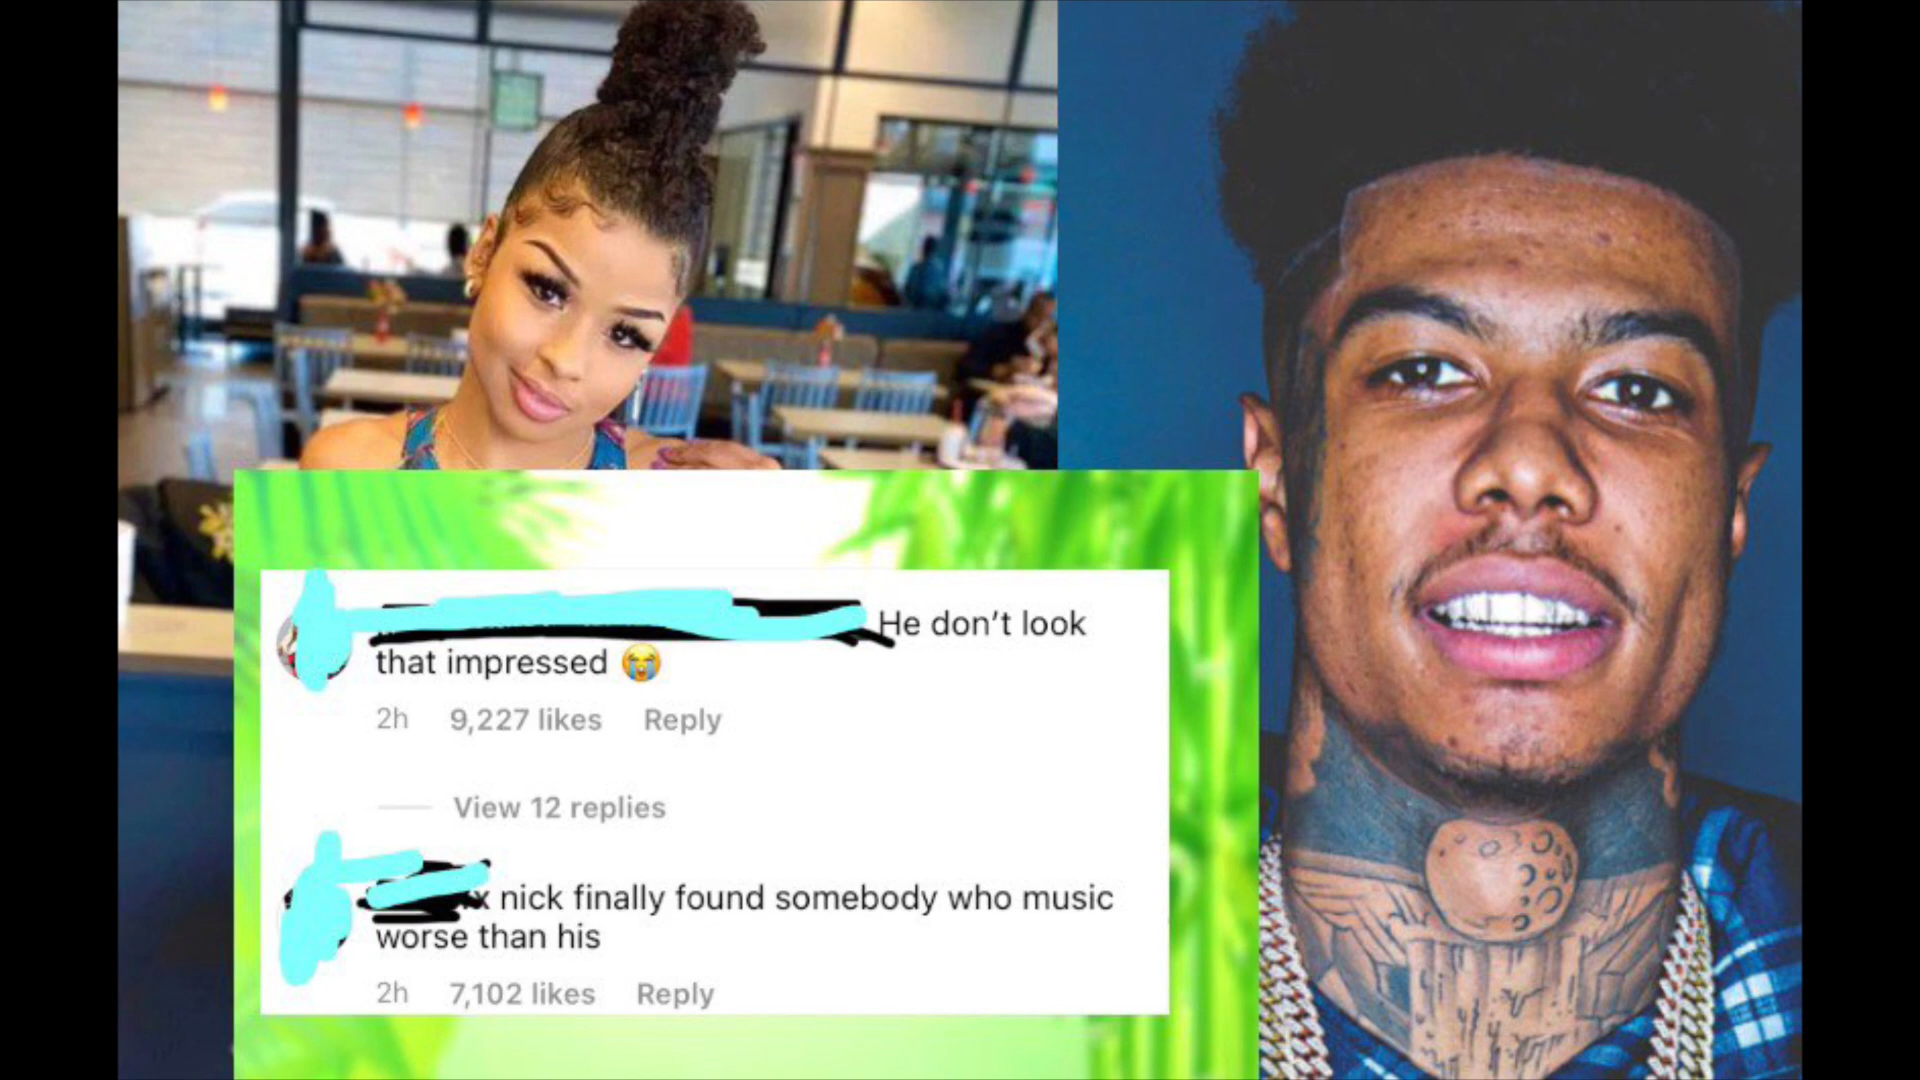 He don't look
that impressed 😭
2h 9,227 likes Reply
View 12 replies
nick finally found somebody who music
worse than his
2h 7,102 likes Reply